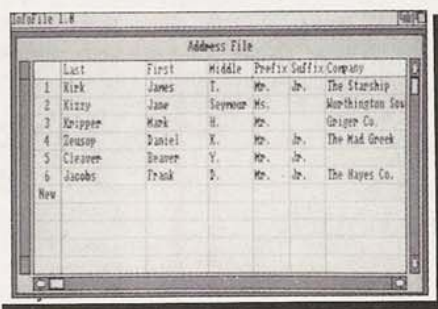 InfoFile 1.0
Address File
Last First Middle Prefix Suffix Company
1 Kirk James T. Mr. Jr. The Starship
2 Kizzy Jane Seymour Ms. Worthington Sou
3 Kripper Mark H. Mr. Griger Co.
4 Zeusop Daniel X. Mr. Jr. The Mad Greek
5 Cleaver Beaver Y. Mr. Jr.
6 Jacobs Frank D. Mr. Jr. The Hayes Co.
New